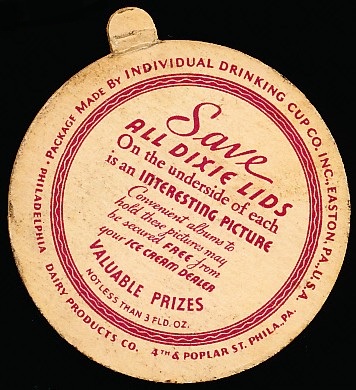 PACKAGE MADE BY INDIVIDUAL DRINKING CUP CO., INC., EASTON, PA., U.S.A.
Save
ALL DIXIE LIDS
On the underside of each
is an INTERESTING PICTURE
Convenient albums to
hold these pictures may
be secured FREE from
your ICE CREAM DEALER
VALUABLE PRIZES
NOT LESS THAN 3 FLD. OZ.
PHILADELPHIA DAIRY PRODUCTS CO. 4TH & POPLAR ST. PHILA., PA.